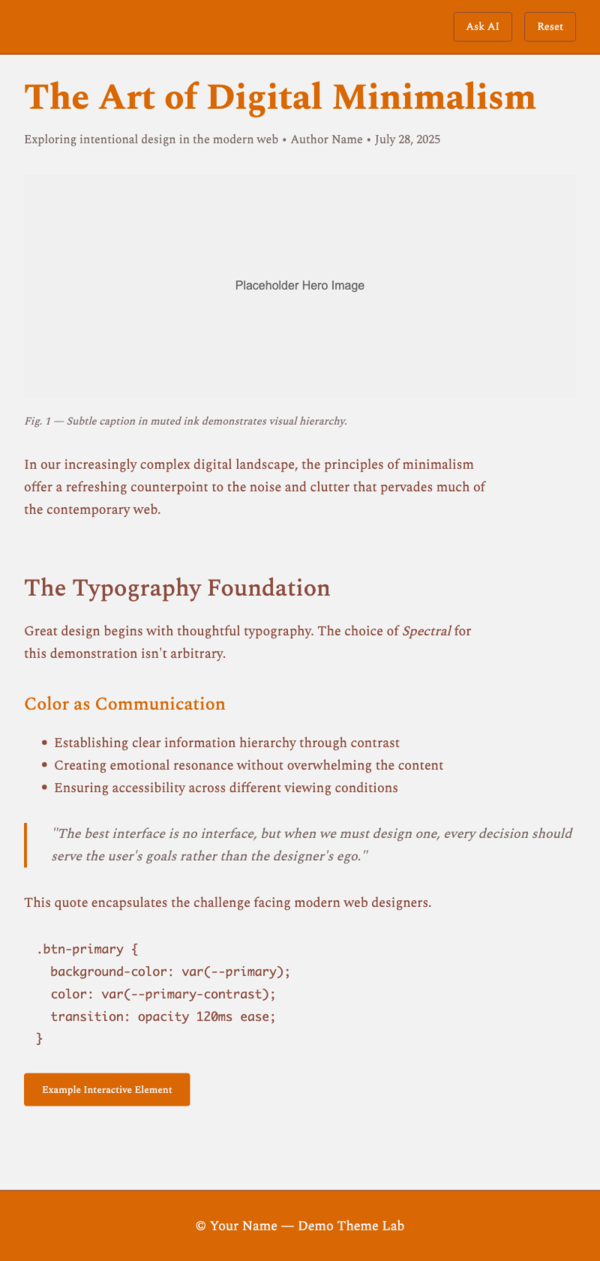 Ask AI
Reset
The Art of Digital Minimalism
Exploring intentional design in the modern web • Author Name • July 28, 2025
Placeholder Hero Image
Fig. 1 — Subtle caption in muted ink demonstrates visual hierarchy.
In our increasingly complex digital landscape, the principles of minimalism
offer a refreshing counterpoint to the noise and clutter that pervades much of
the contemporary web.
The Typography Foundation
Great design begins with thoughtful typography. The choice of Spectral for
this demonstration isn't arbitrary.
Color as Communication
• Establishing clear information hierarchy through contrast
• Creating emotional resonance without overwhelming the content
• Ensuring accessibility across different viewing conditions
"The best interface is no interface, but when we must design one, every decision should
serve the user's goals rather than the designer's ego."
This quote encapsulates the challenge facing modern web designers.
.btn-primary {
  background-color: var(--primary);
  color: var(--primary-contrast);
  transition: opacity 120ms ease;
}
Example Interactive Element
© Your Name — Demo Theme Lab